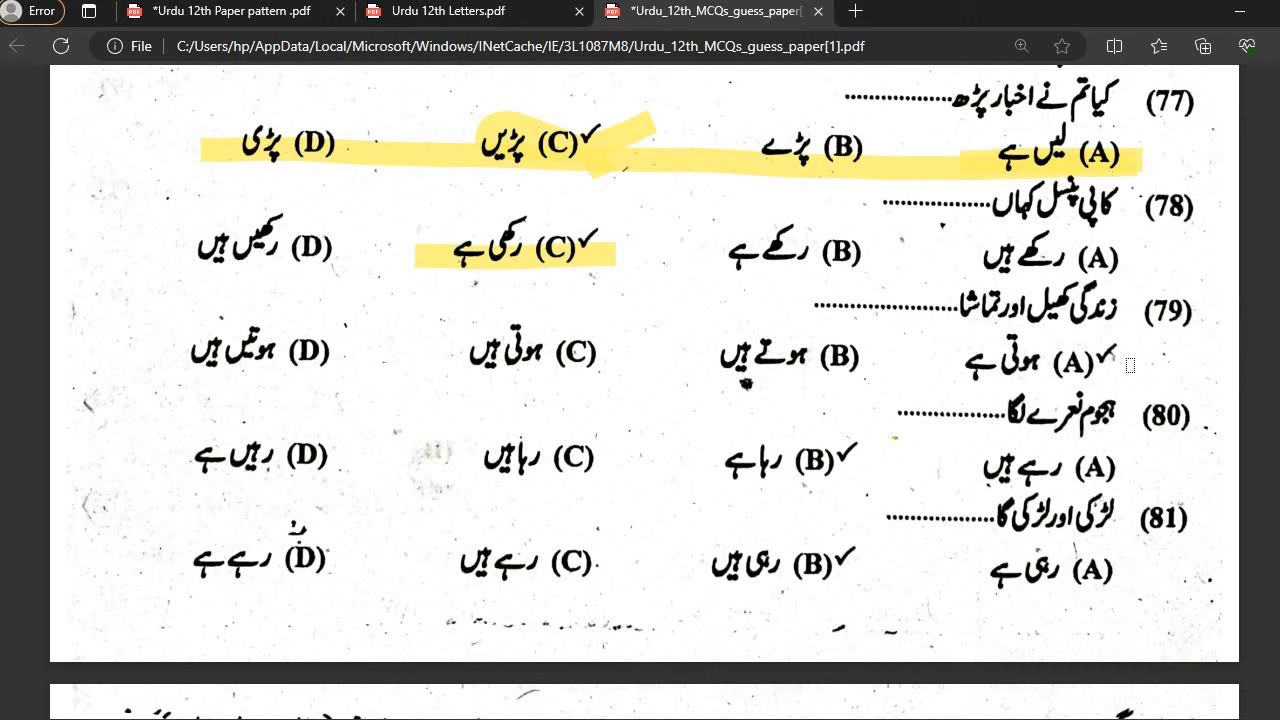 Error
*Urdu 12th Paper pattern .pdf
Urdu 12th Letters.pdf
*Urdu_12th_MCQs_guess_paper[
File
C:/Users/hp/AppData/Local/Microsoft/Windows/INetCache/IE/3L1087M8/Urdu_12th_MCQs_guess_paper[1].pdf
(77) کیا تم نے اخبار پڑھ..................
(A) لیں ہے (B) پڑے ✓(C) پڑیں (D) پڑی
(78) کاپی پنسل کہاں..................
(A) رکھے ہیں (B) رکھے ہے ✓(C) رکھی ہے (D) رکھیں ہیں
(79) زندگی کھیل اور تماشا........................
✓(A) ہوتی ہے (B) ہوتے ہیں (C) ہوتی ہیں (D) ہوتیں ہیں
(80) ہجوم نعرے لگا..................
(A) رہے ہیں ✓(B) رہا ہے (C) رہا ہیں (D) رہیں ہے
(81) لڑکی اور لڑکی گا..................
(A) رہی ہے ✓(B) رہی ہیں (C) رہے ہیں (D) رہے ہے